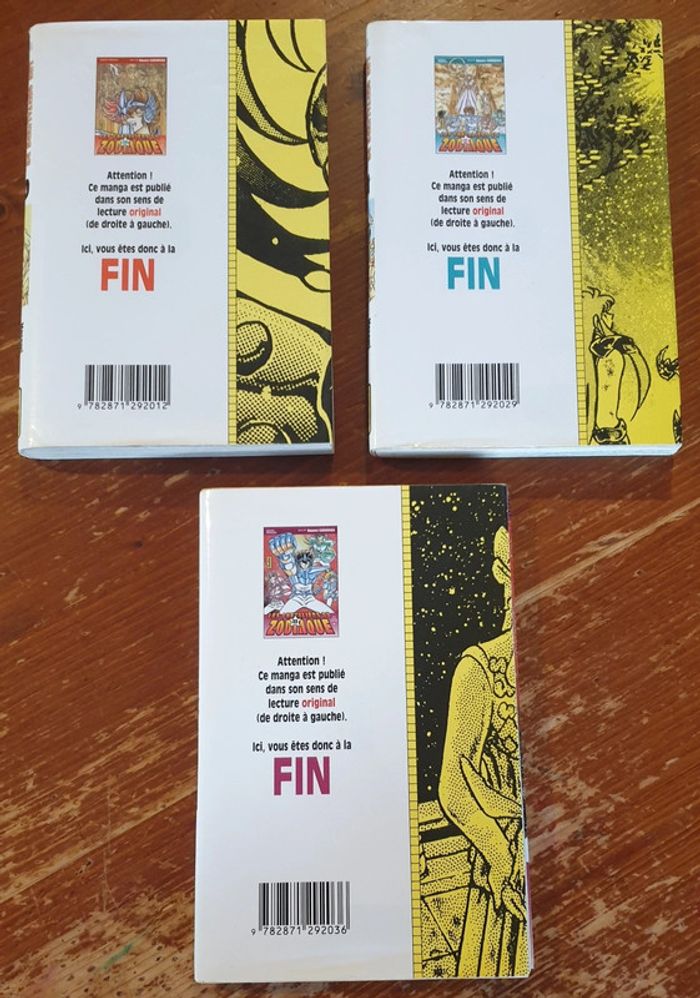 ZODIAQUE
Attention !
Ce manga est publié
dans son sens de
lecture original
(de droite à gauche).
Ici, vous êtes donc à la
FIN
9 782871 292012
ZODIAQUE
Attention !
Ce manga est publié
dans son sens de
lecture original
(de droite à gauche).
Ici, vous êtes donc à la
FIN
9 782871 292029
ZODIAQUE
Attention !
Ce manga est publié
dans son sens de
lecture original
(de droite à gauche).
Ici, vous êtes donc à la
FIN
9 782871 292036